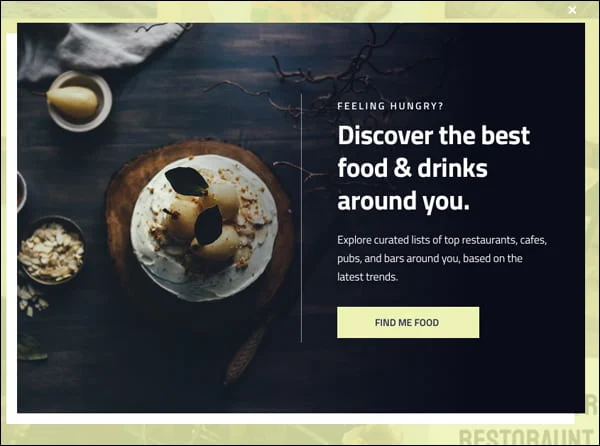 FEELING HUNGRY?
Discover the best
food & drinks
around you.
Explore curated lists of top restaurants, cafes,
pubs, and bars around you, based on the
latest trends.
FIND ME FOOD
R
RESTORAUNT